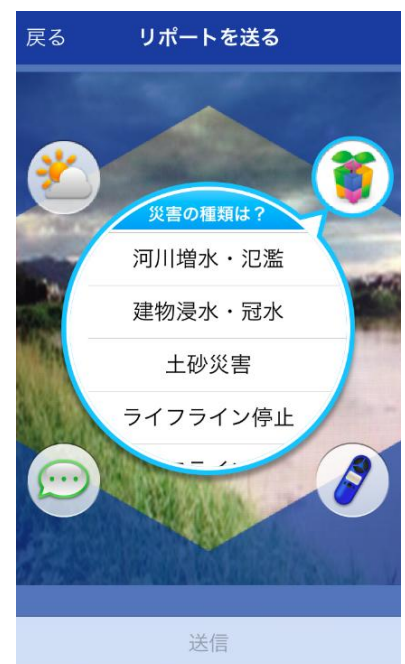 戻る リポートを送る
災害の種類は？
河川増水・氾濫
建物浸水・冠水
土砂災害
ライフライン停止
送信